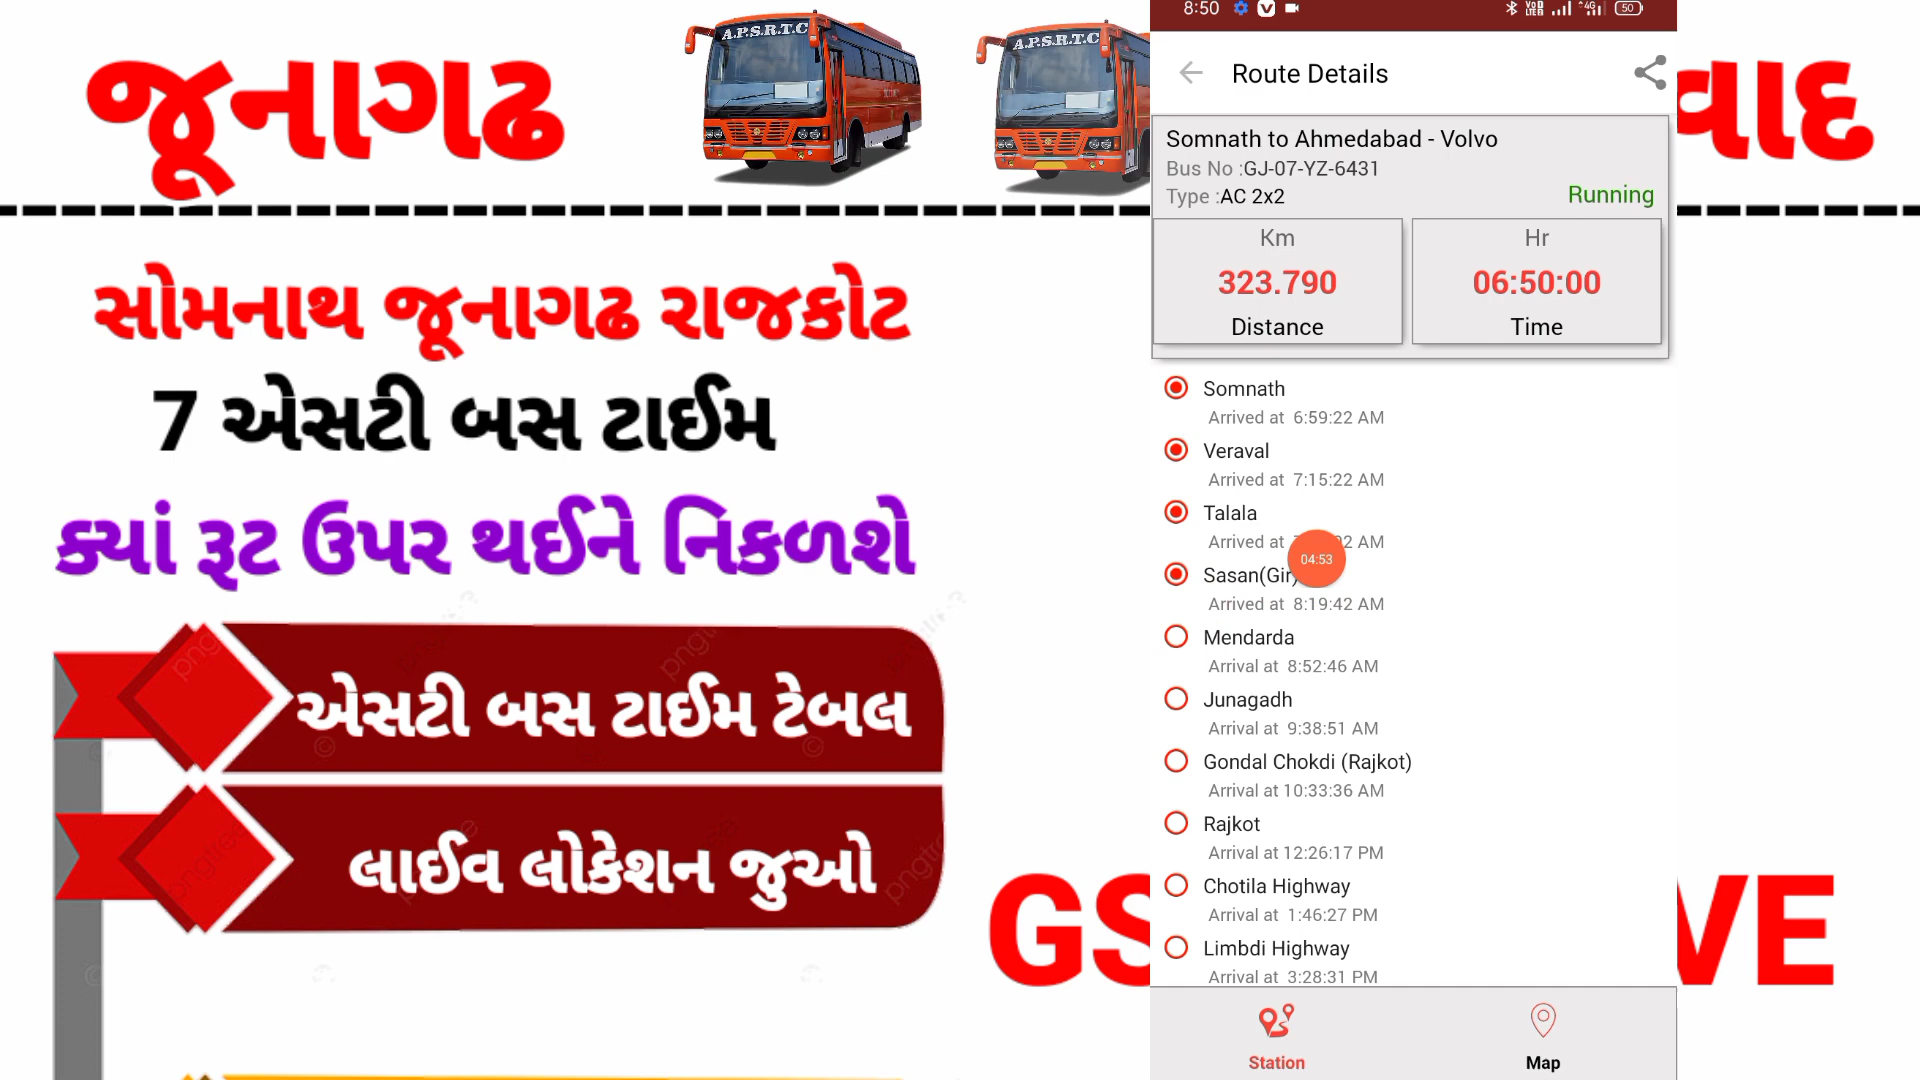 જૂનાગઢ
A.P.S.R.T.C
A.P.S.R.T.C
વાદ
સોમનાથ જૂનાગઢ રાજકોટ
7 એસટી બસ ટાઈમ
ક્યાં રૂટ ઉપર થઈને નિકળશે
એસટી બસ ટાઈમ ટેબલ
લાઈવ લોકેશન જુઓ
GS
VE
8:50
4G
50
Route Details
Somnath to Ahmedabad - Volvo
Bus No :GJ-07-YZ-6431
Type :AC 2x2
Running
Km
323.790
Distance
Hr
06:50:00
Time
Somnath
Arrived at 6:59:22 AM
Veraval
Arrived at 7:15:22 AM
Talala
Arrived at 2 AM
04:53
Sasan(Gir)
Arrived at 8:19:42 AM
Mendarda
Arrival at 8:52:46 AM
Junagadh
Arrival at 9:38:51 AM
Gondal Chokdi (Rajkot)
Arrival at 10:33:36 AM
Rajkot
Arrival at 12:26:17 PM
Chotila Highway
Arrival at 1:46:27 PM
Limbdi Highway
Arrival at 3:28:31 PM
Station
Map